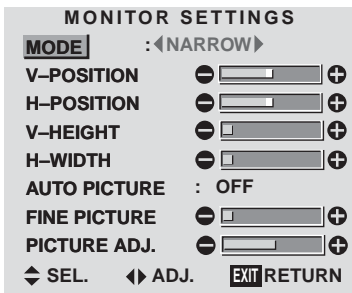 MONITOR SETTINGS
MODE : NARROW
V–POSITION
H–POSITION
V–HEIGHT
H–WIDTH
AUTO PICTURE : OFF
FINE PICTURE
PICTURE ADJ.
SEL. ADJ. EXIT RETURN